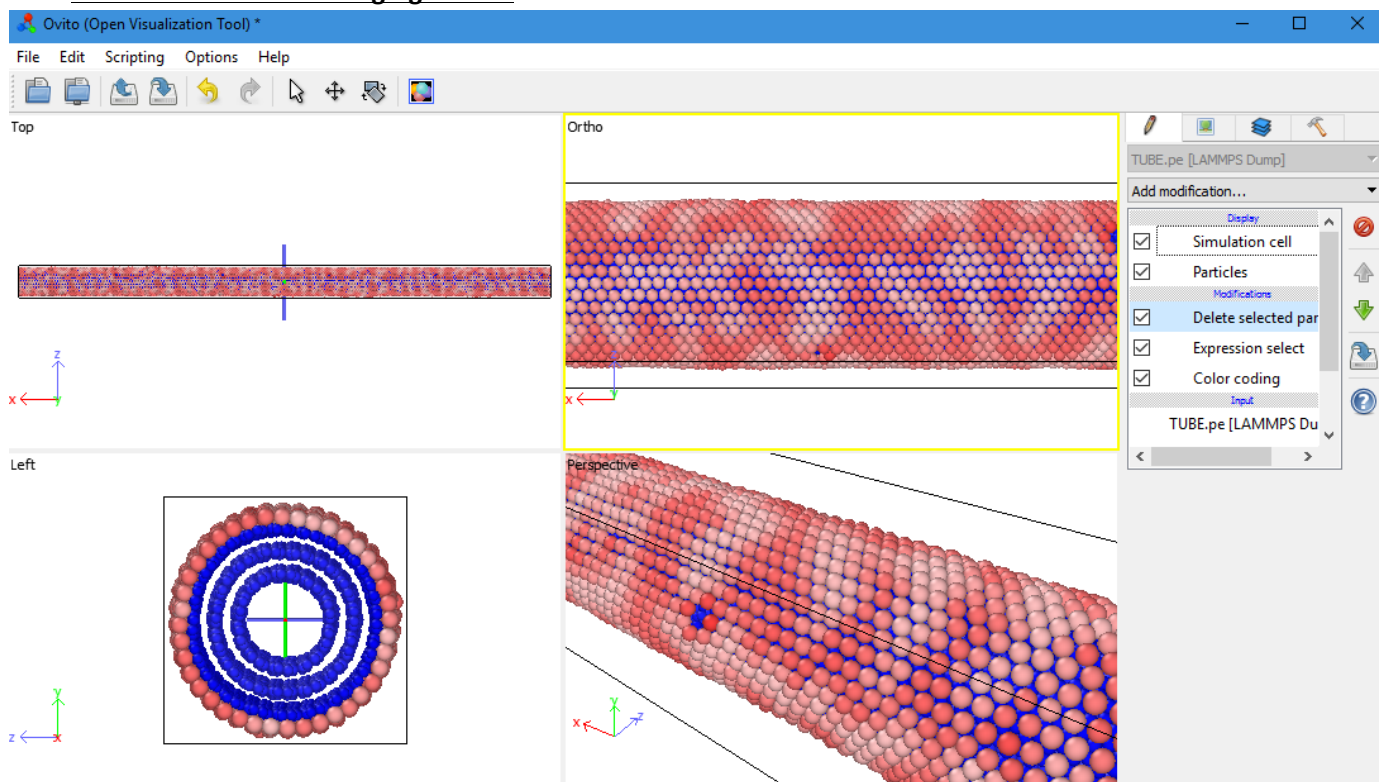 Ovito (Open Visualization Tool) *
File Edit Scripting Options Help
Top
z
x
y
Ortho
z
x
y
TUBE.pe [LAMMPS Dump]
Add modification...
Display
Simulation cell
Particles
Modifications
Delete selected par
Expression select
Color coding
Input
TUBE.pe [LAMMPS Du
Left
y
z
x
Perspective
y
x
z